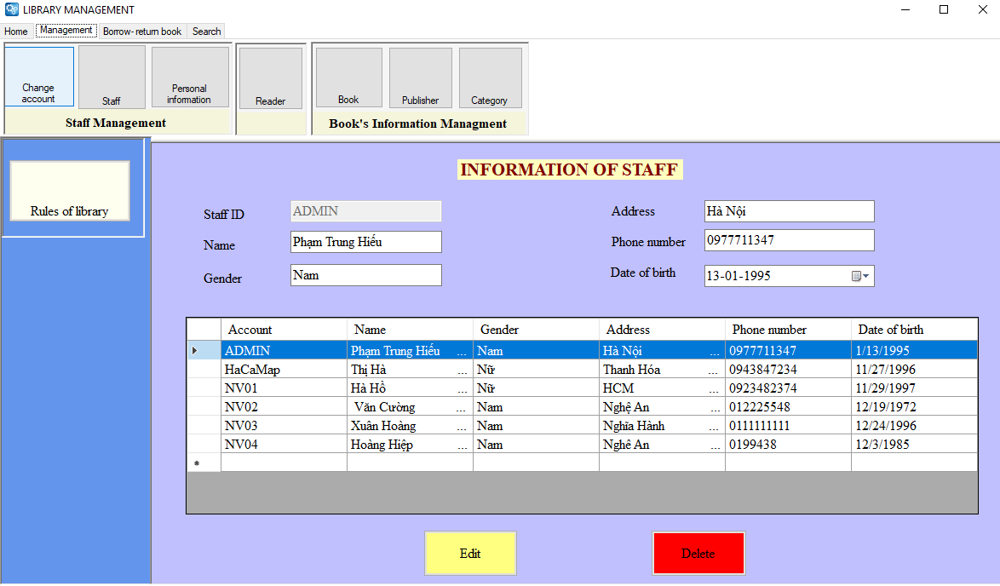 LIBRARY MANAGEMENT
Home Management Borrow- return book Search
Change account
Staff
Personal information
Reader
Book
Publisher
Category
Staff Management
Book's Information Managment
Rules of library
INFORMATION OF STAFF
Staff ID ADMIN
Address Hà Nội
Name Phạm Trung Hiếu
Phone number 0977711347
Gender Nam
Date of birth 13-01-1995
Account Name Gender Address Phone number Date of birth
ADMIN Phạm Trung Hiếu ... Nam Hà Nội ... 0977711347 1/13/1995
HaCaMap Thị Hà ... Nữ Thanh Hóa ... 0943847234 11/27/1996
NV01 Hà Hồ ... Nữ HCM ... 0923482374 11/29/1997
NV02 Văn Cường ... Nam Nghệ An ... 012225548 12/19/1972
NV03 Xuân Hoàng ... Nam Nghĩa Hành ... 0111111111 12/24/1996
NV04 Hoàng Hiệp ... Nam Nghê An ... 0199438 12/3/1985
Edit
Delete